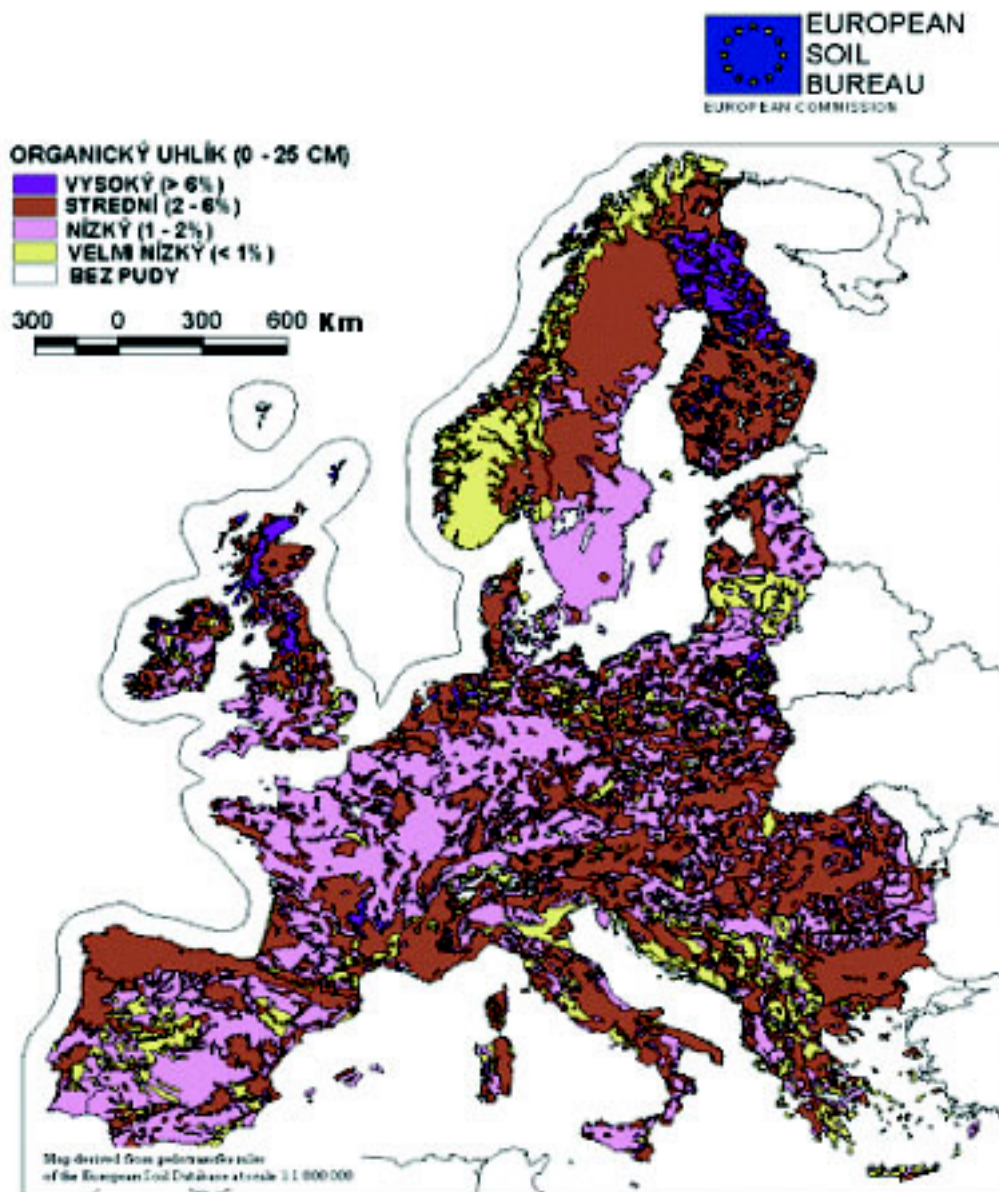 EUROPEAN
SOIL
BUREAU
EUROPEAN COMMISSION
ORGANICKÝ UHLÍK (0 - 25 CM)
VYSOKÝ (> 6%)
STREDNÍ (2 - 6%)
NÍZKÝ (1 - 2%)
VELMI NÍZKÝ (< 1%)
BEZ PUDY
300 0 300 600 Km
Map derived from pedotransfer rules
of the European Soil Database at scale 1:1 000 000